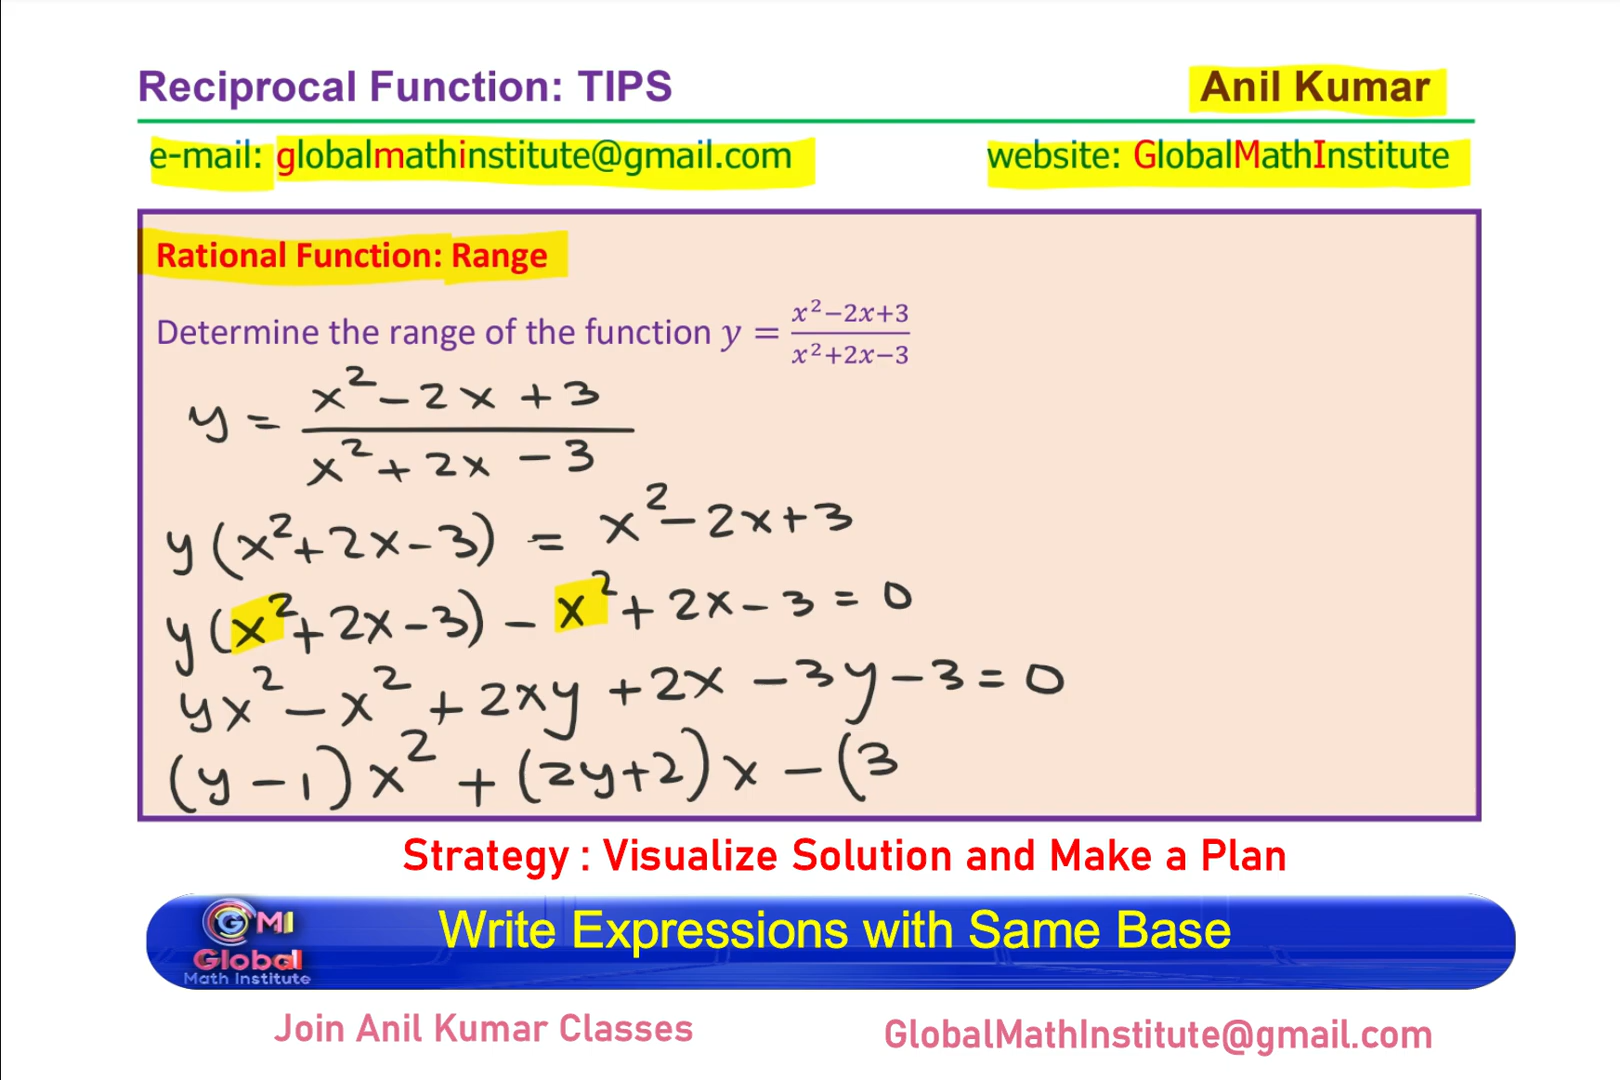 Reciprocal Function: TIPS
Anil Kumar
e-mail: globalmathinstitute@gmail.com
website: GlobalMathInstitute
Rational Function: Range
Determine the range of the function y = \frac{x²−2x+3}{x²+2x−3}
y = \frac{x² − 2x + 3}{x² + 2x − 3}
y(x²+2x−3) = x²−2x+3
y(x²+2x−3) − x²+2x−3 = 0
yx² − x² + 2xy + 2x − 3y − 3 = 0
(y−1)x² + (2y+2)x − (3
Strategy : Visualize Solution and Make a Plan
GMI
Global
Math Institute
Write Expressions with Same Base
Join Anil Kumar Classes
GlobalMathInstitute@gmail.com